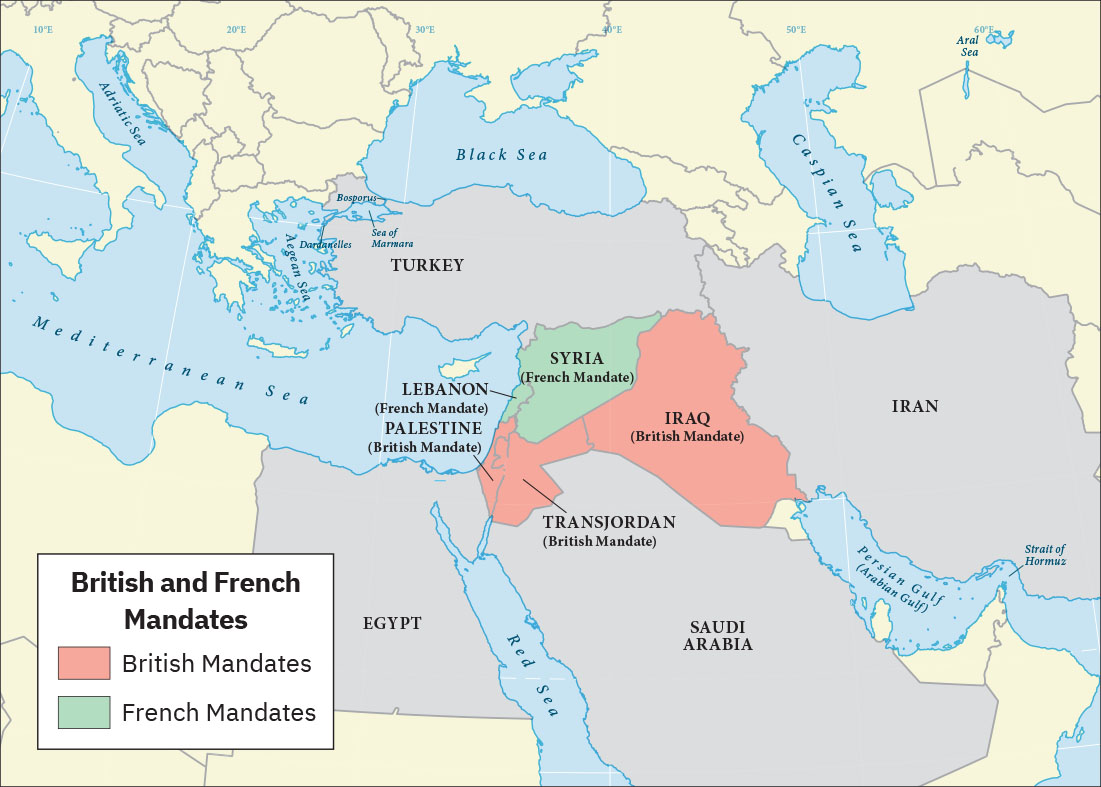 10°E
20°E
30°E
40°E
50°E
60°E
Aral
Sea
Adriatic Sea
Black Sea
Caspian Sea
Bosporus
Dardanelles
Sea of
Marmara
Aegean Sea
TURKEY
Mediterranean Sea
SYRIA
(French Mandate)
LEBANON
(French Mandate)
PALESTINE
(British Mandate)
IRAQ
(British Mandate)
IRAN
TRANSJORDAN
(British Mandate)
Persian Gulf
(Arabian Gulf)
Strait of
Hormuz
EGYPT
SAUDI
ARABIA
Red Sea
British and French
Mandates
British Mandates
French Mandates